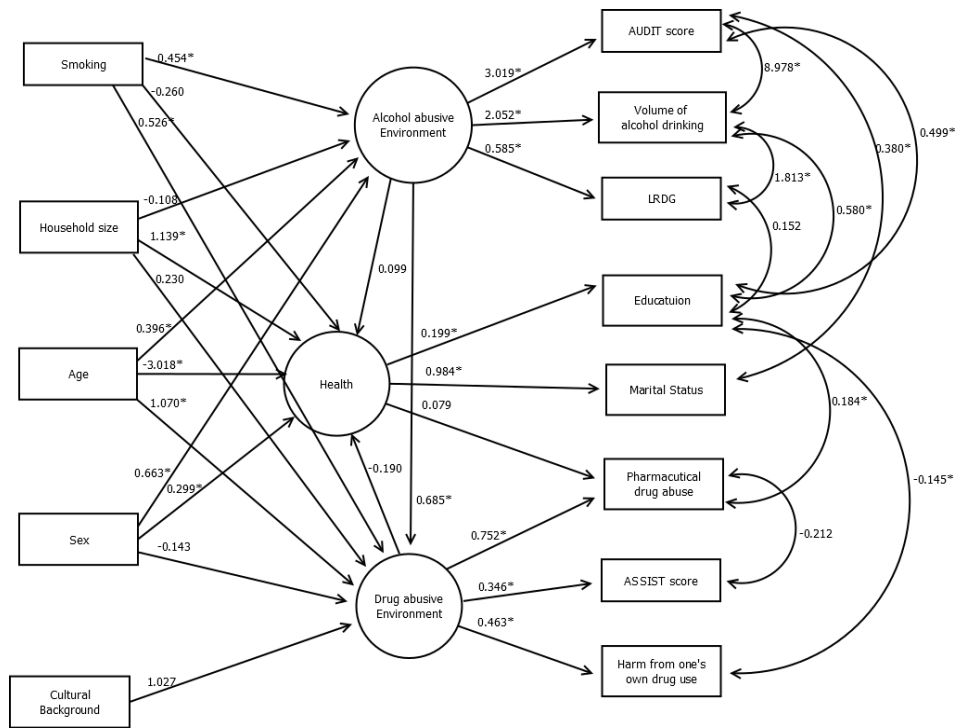 Smoking
Household size
Age
Sex
Cultural
Background
0.454*
-0.260
0.526*
-0.108
1.139*
0.230
0.396*
-3.018*
1.070*
0.663*
0.299*
-0.143
1.027
Alcohol abusive
Environment
Health
Drug abusive
Environment
0.099
-0.190
0.685*
3.019*
2.052*
0.585*
0.199*
0.984*
0.079
0.752*
0.346*
0.463*
AUDIT score
Volume of
alcohol drinking
LRDG
Educatuion
Marital Status
Pharmacutical
drug abuse
ASSIST score
Harm from one's
own drug use
8.978*
0.499*
0.380*
1.813*
0.580*
0.152
0.184*
-0.145*
-0.212